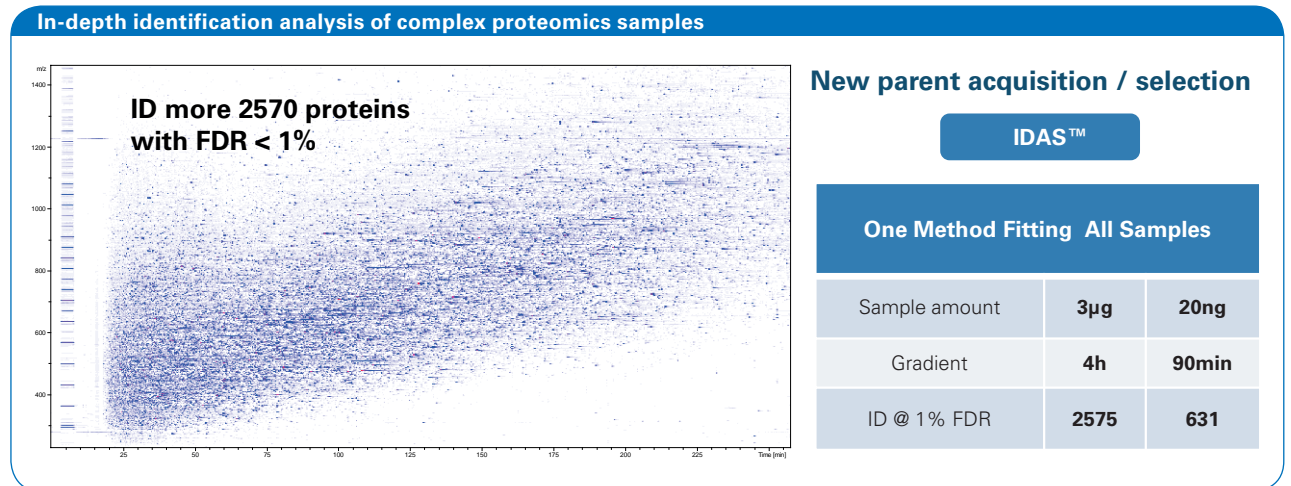 In-depth identification analysis of complex proteomics samples
m/z
1400
1200
1000
800
600
400
ID more 2570 proteins
with FDR < 1%
25
50
75
100
125
150
175
200
225
Time [min]
New parent acquisition / selection
IDAS™
One Method Fitting All Samples
Sample amount 3µg 20ng
Gradient 4h 90min
ID @ 1% FDR 2575 631